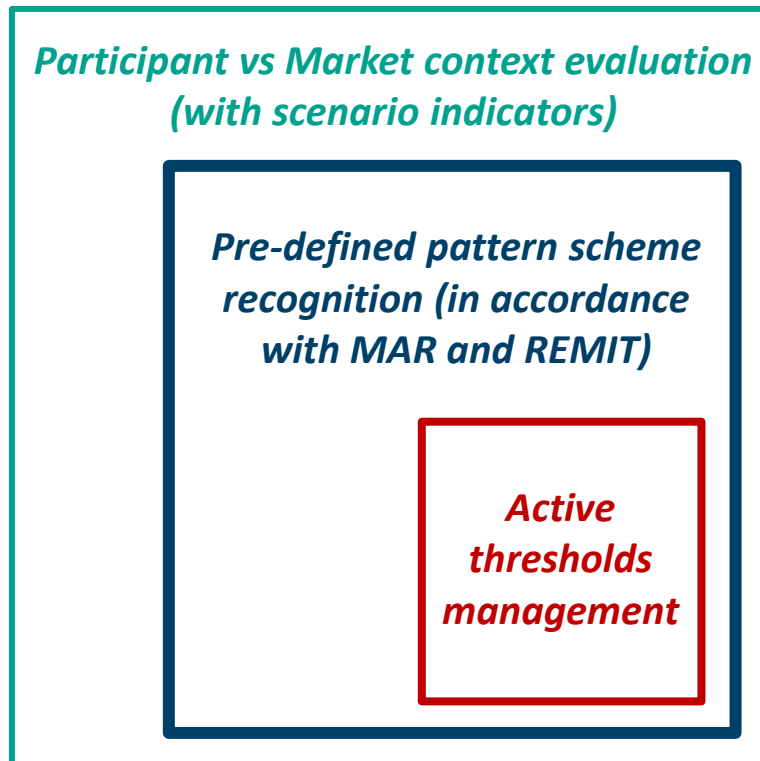 Participant vs Market context evaluation
(with scenario indicators)
Pre-defined pattern scheme
recognition (in accordance
with MAR and REMIT)
Active
thresholds
management